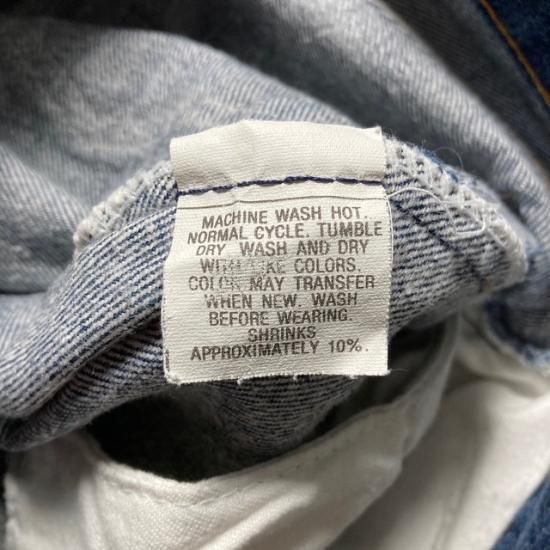 MACHINE WASH HOT.
NORMAL CYCLE. TUMBLE
DRY WASH AND DRY
WITH LIKE COLORS.
COLOR MAY TRANSFER
WHEN NEW. WASH
BEFORE WEARING.
SHRINKS
APPROXIMATELY 10%.